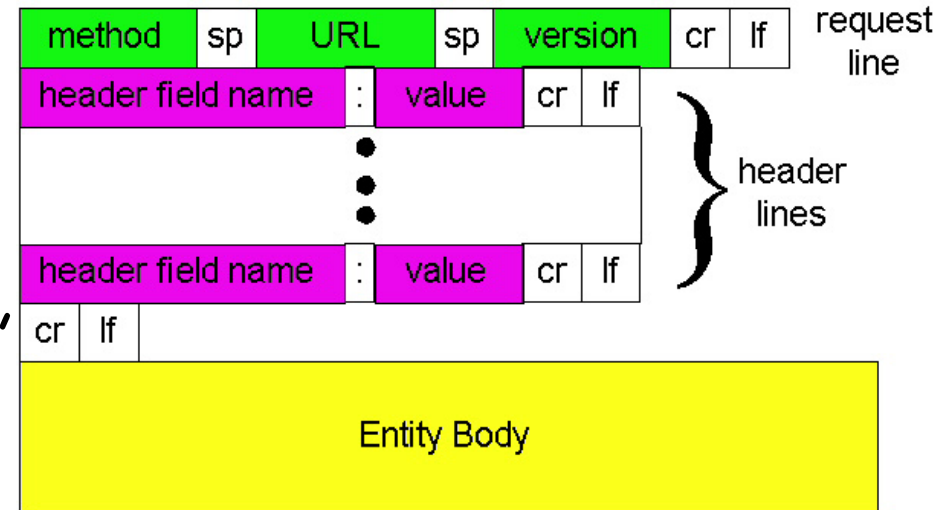 method sp URL sp version cr lf request line
header field name : value cr lf
header lines
header field name : value cr lf
cr lf
Entity Body